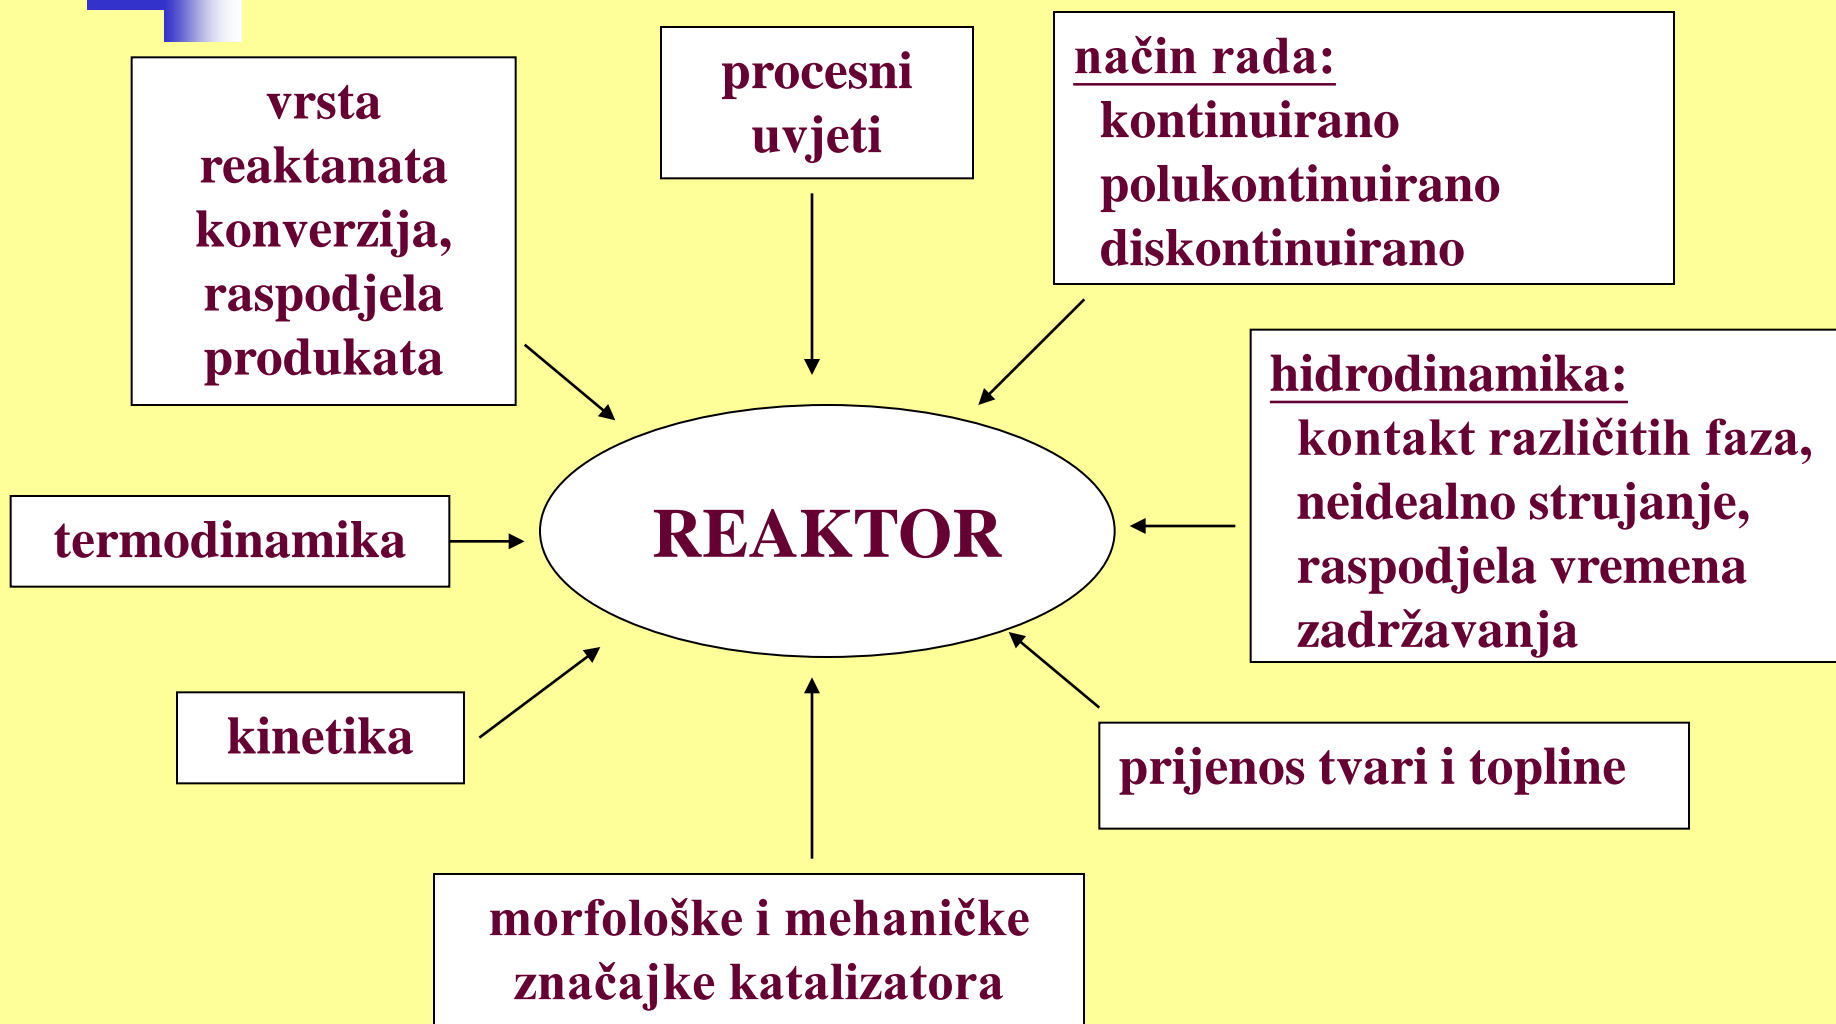 vrsta
reaktanata
konverzija,
raspodjela
produkata
procesni
uvjeti
način rada:
kontinuirano
polukontinuirano
diskontinuirano
hidrodinamika:
kontakt različitih faza,
neidealno strujanje,
raspodjela vremena
zadržavanja
termodinamika
REAKTOR
kinetika
prijenos tvari i topline
morfološke i mehaničke
značajke katalizatora